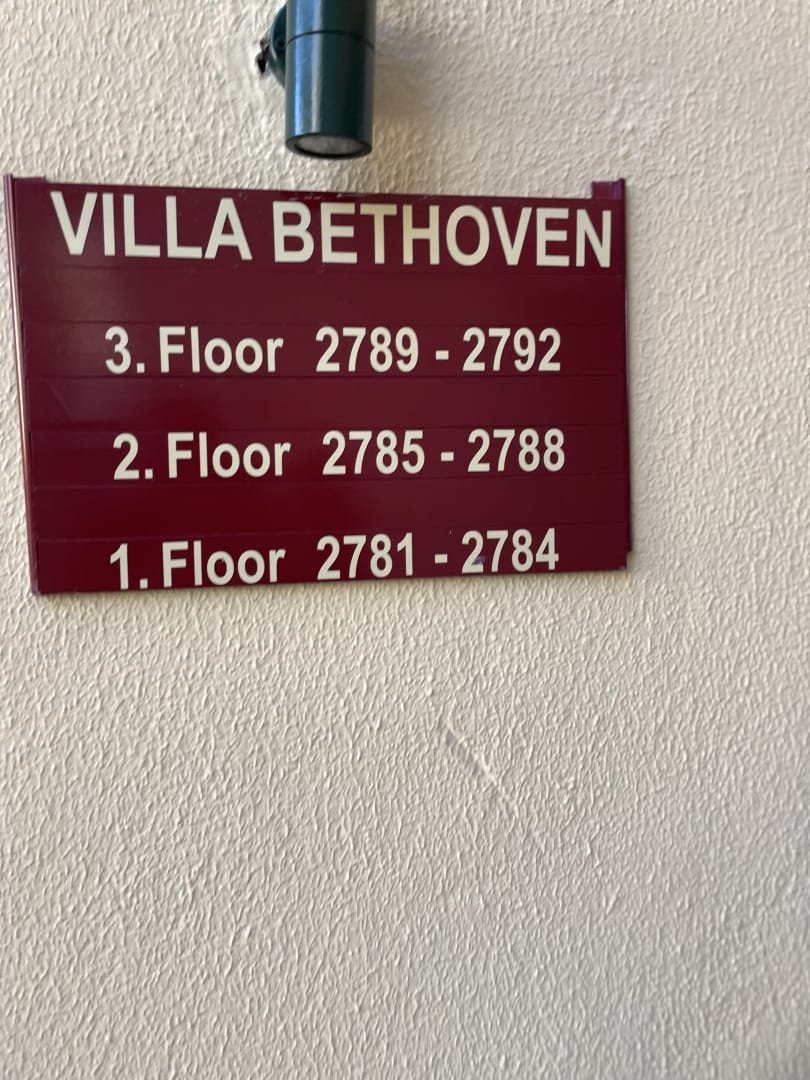 VILLA BETHOVEN
3. Floor 2789 - 2792
2. Floor 2785 - 2788
1. Floor 2781 - 2784